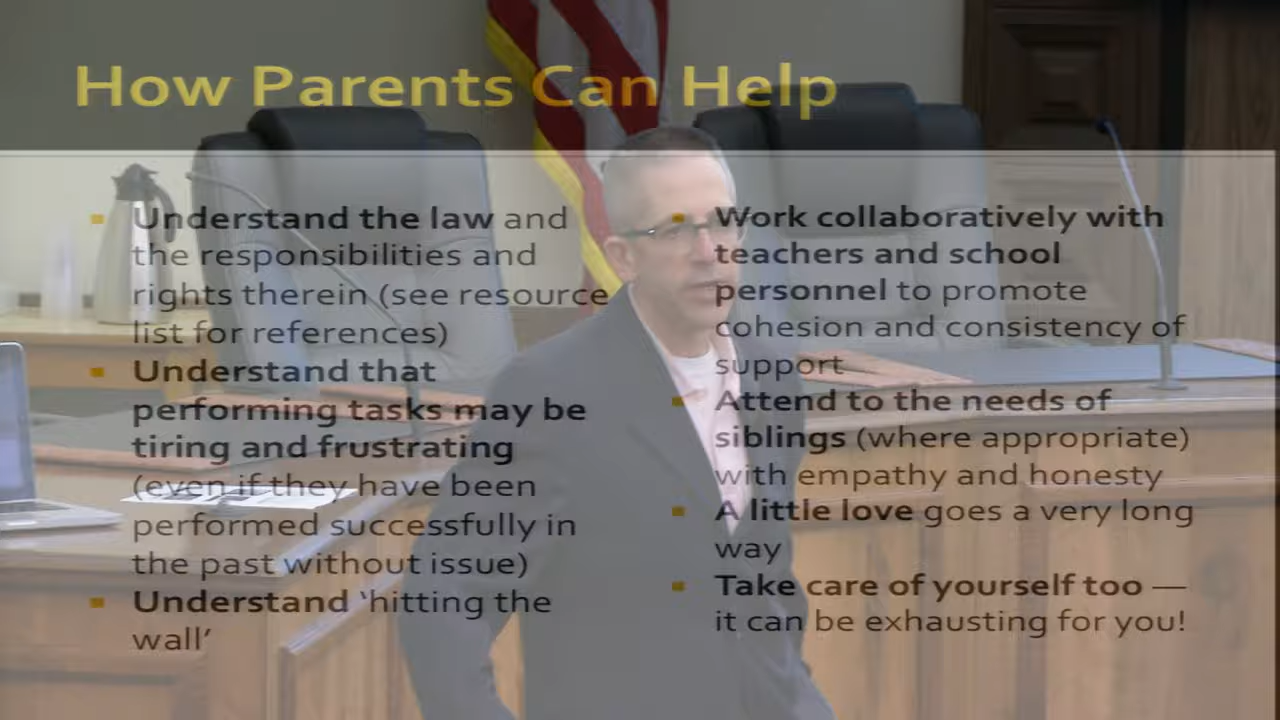 How Parents Can Help
Understand the law and
the responsibilities and
rights therein (see resource
list for references)
Understand that
performing tasks may be
tiring and frustrating
(even if they have been
performed successfully in
the past without issue)
Understand ‘hitting the
wall’
Work collaboratively with
teachers and school
personnel to promote
cohesion and consistency of
support
Attend to the needs of
siblings (where appropriate)
with empathy and honesty
A little love goes a very long
way
Take care of yourself too —
it can be exhausting for you!